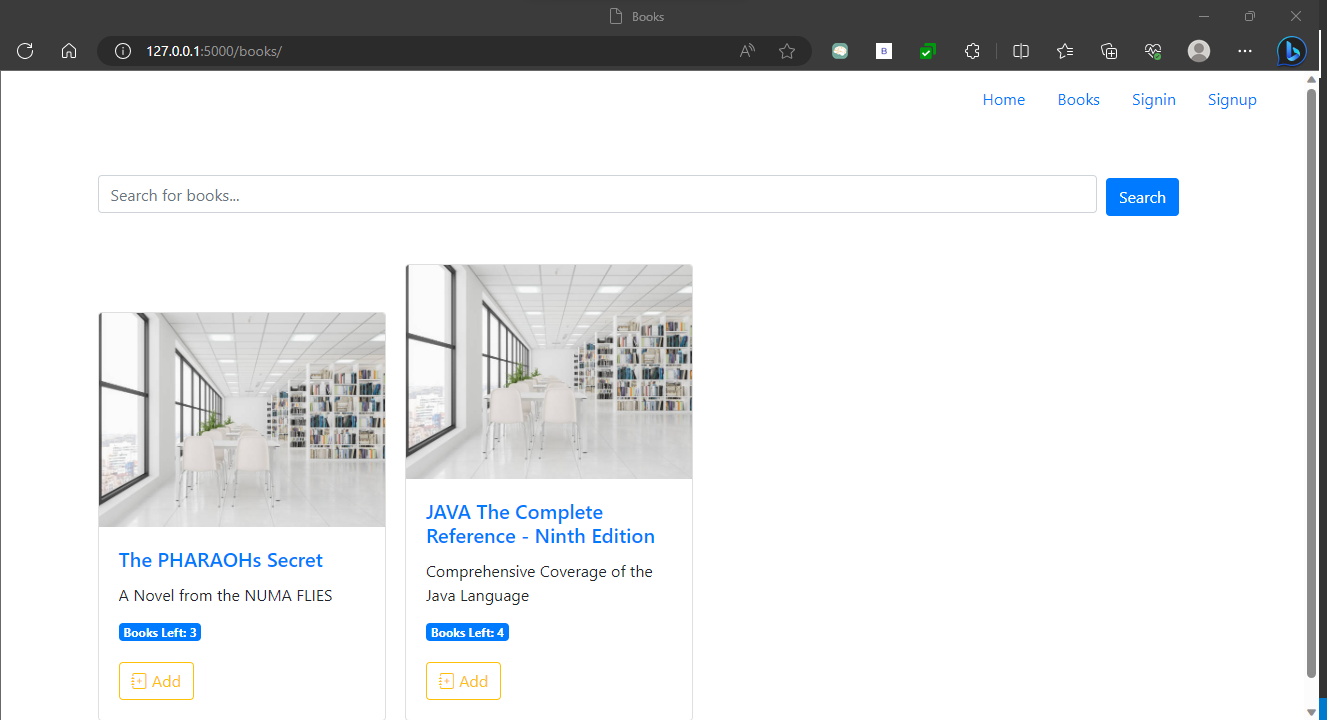 Books
127.0.0.1:5000/books/
Home Books Signin Signup
Search for books...
Search
The PHARAOHs Secret
A Novel from the NUMA FLIES
Books Left: 3
Add
JAVA The Complete
Reference - Ninth Edition
Comprehensive Coverage of the
Java Language
Books Left: 4
Add